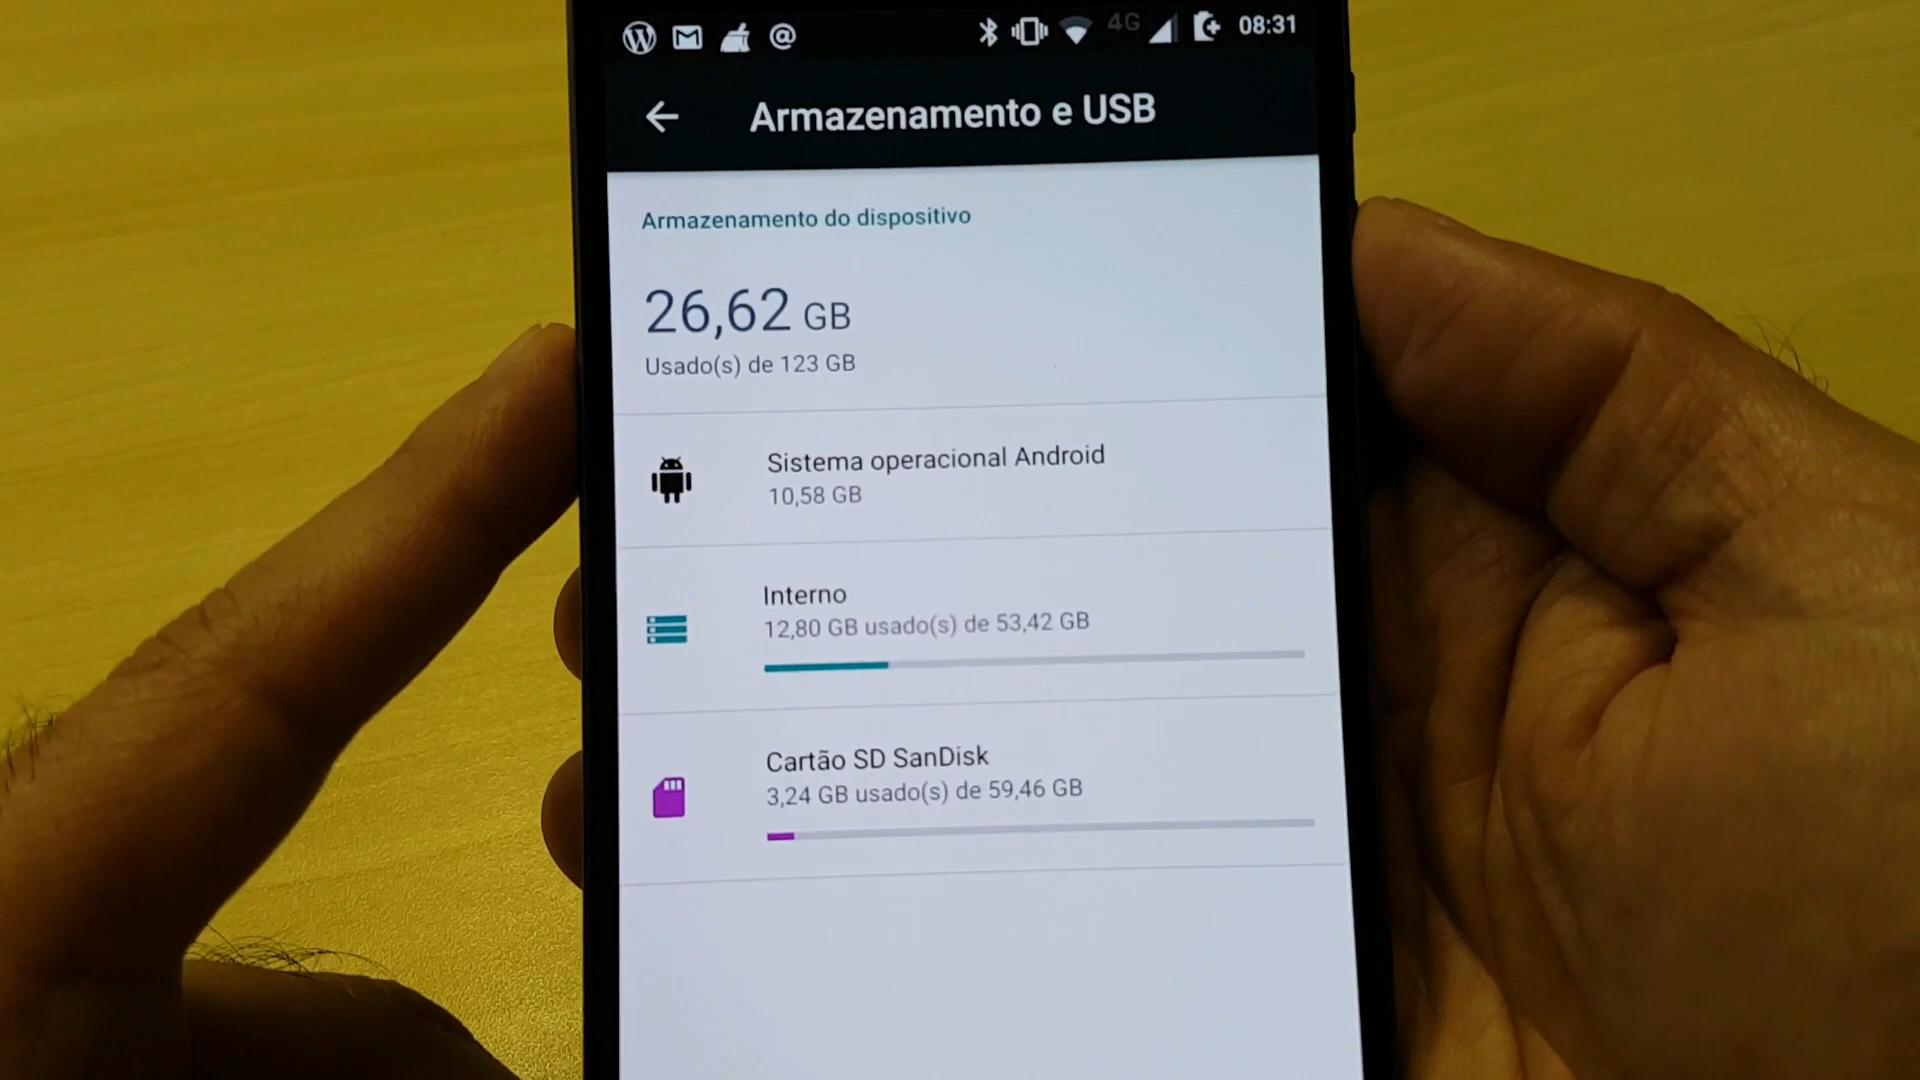 4G 08:31
Armazenamento e USB
Armazenamento do dispositivo
26,62 GB
Usado(s) de 123 GB
Sistema operacional Android
10,58 GB
Interno
12,80 GB usado(s) de 53,42 GB
Cartão SD SanDisk
3,24 GB usado(s) de 59,46 GB